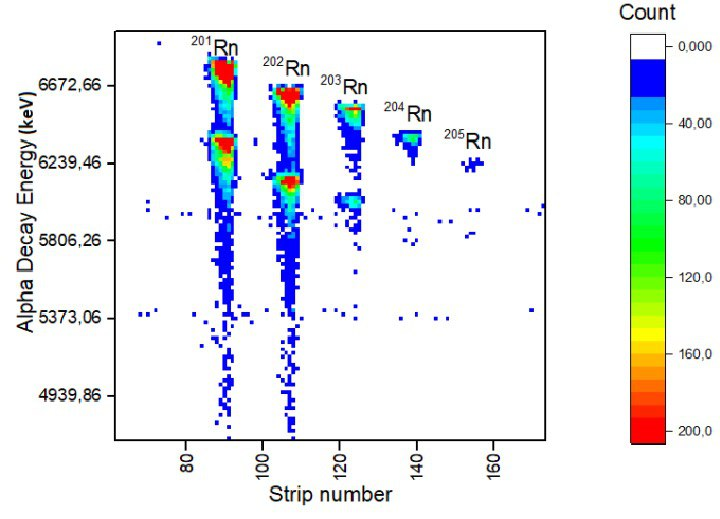 Count
²⁰¹Rn
²⁰²Rn
²⁰³Rn
²⁰⁴Rn
²⁰⁵Rn
Alpha Decay Energy (keV)
6672,66
6239,46
5806,26
5373,06
4939,86
80
100
120
140
160
Strip number
0,000
40,00
80,00
120,0
160,0
200,0